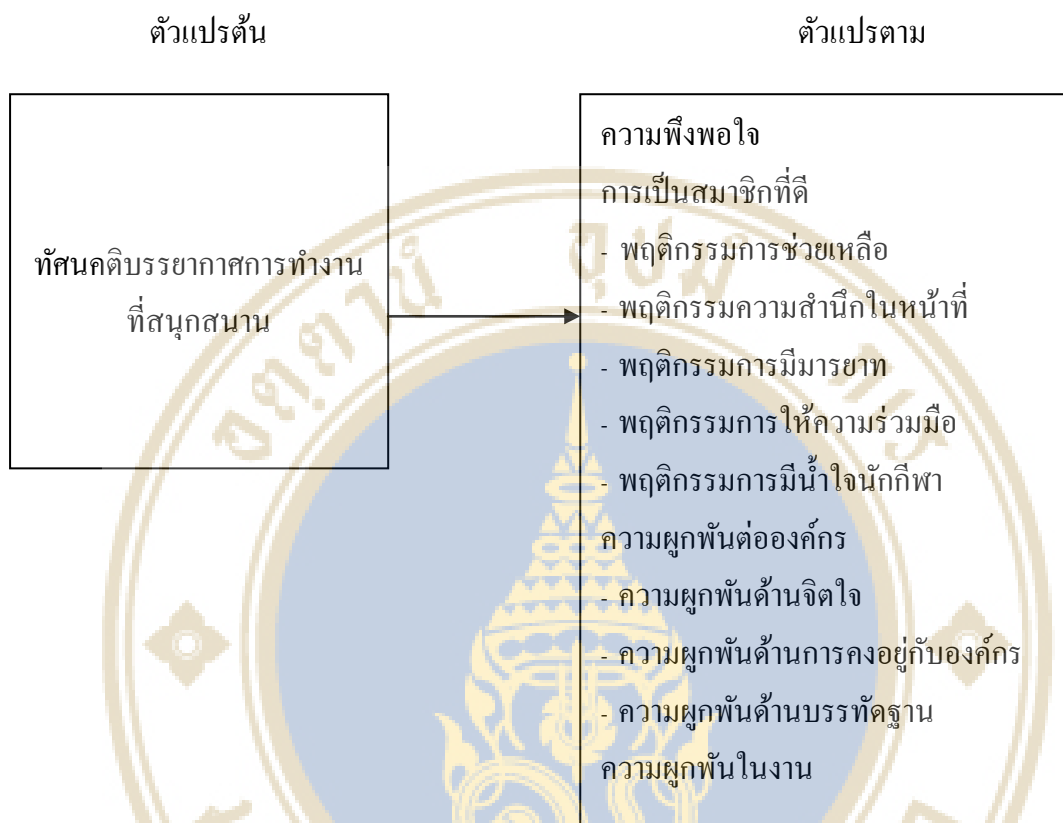 ตัวแปรต้น
ตัวแปรตาม
ทัศนคติบรรยากาศการทำงาน
ที่สนุกสนาน
ความพึงพอใจ
การเป็นสมาชิกที่ดี
- พฤติกรรมการช่วยเหลือ
- พฤติกรรมความสำนึกในหน้าที่
- พฤติกรรมการมีมารยาท
- พฤติกรรมการให้ความร่วมมือ
- พฤติกรรมการมีน้ำใจนักกีฬา
ความผูกพันต่อองค์กร
- ความผูกพันด้านจิตใจ
- ความผูกพันด้านการคงอยู่กับองค์กร
- ความผูกพันด้านบรรทัดฐาน
ความผูกพันในงาน